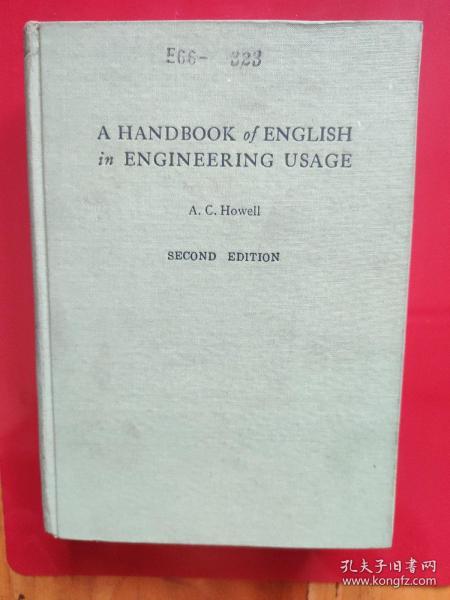 E66- 323
A HANDBOOK of ENGLISH
in ENGINEERING USAGE
A. C. Howell
SECOND EDITION
孔夫子旧书网
www.kongfz.com